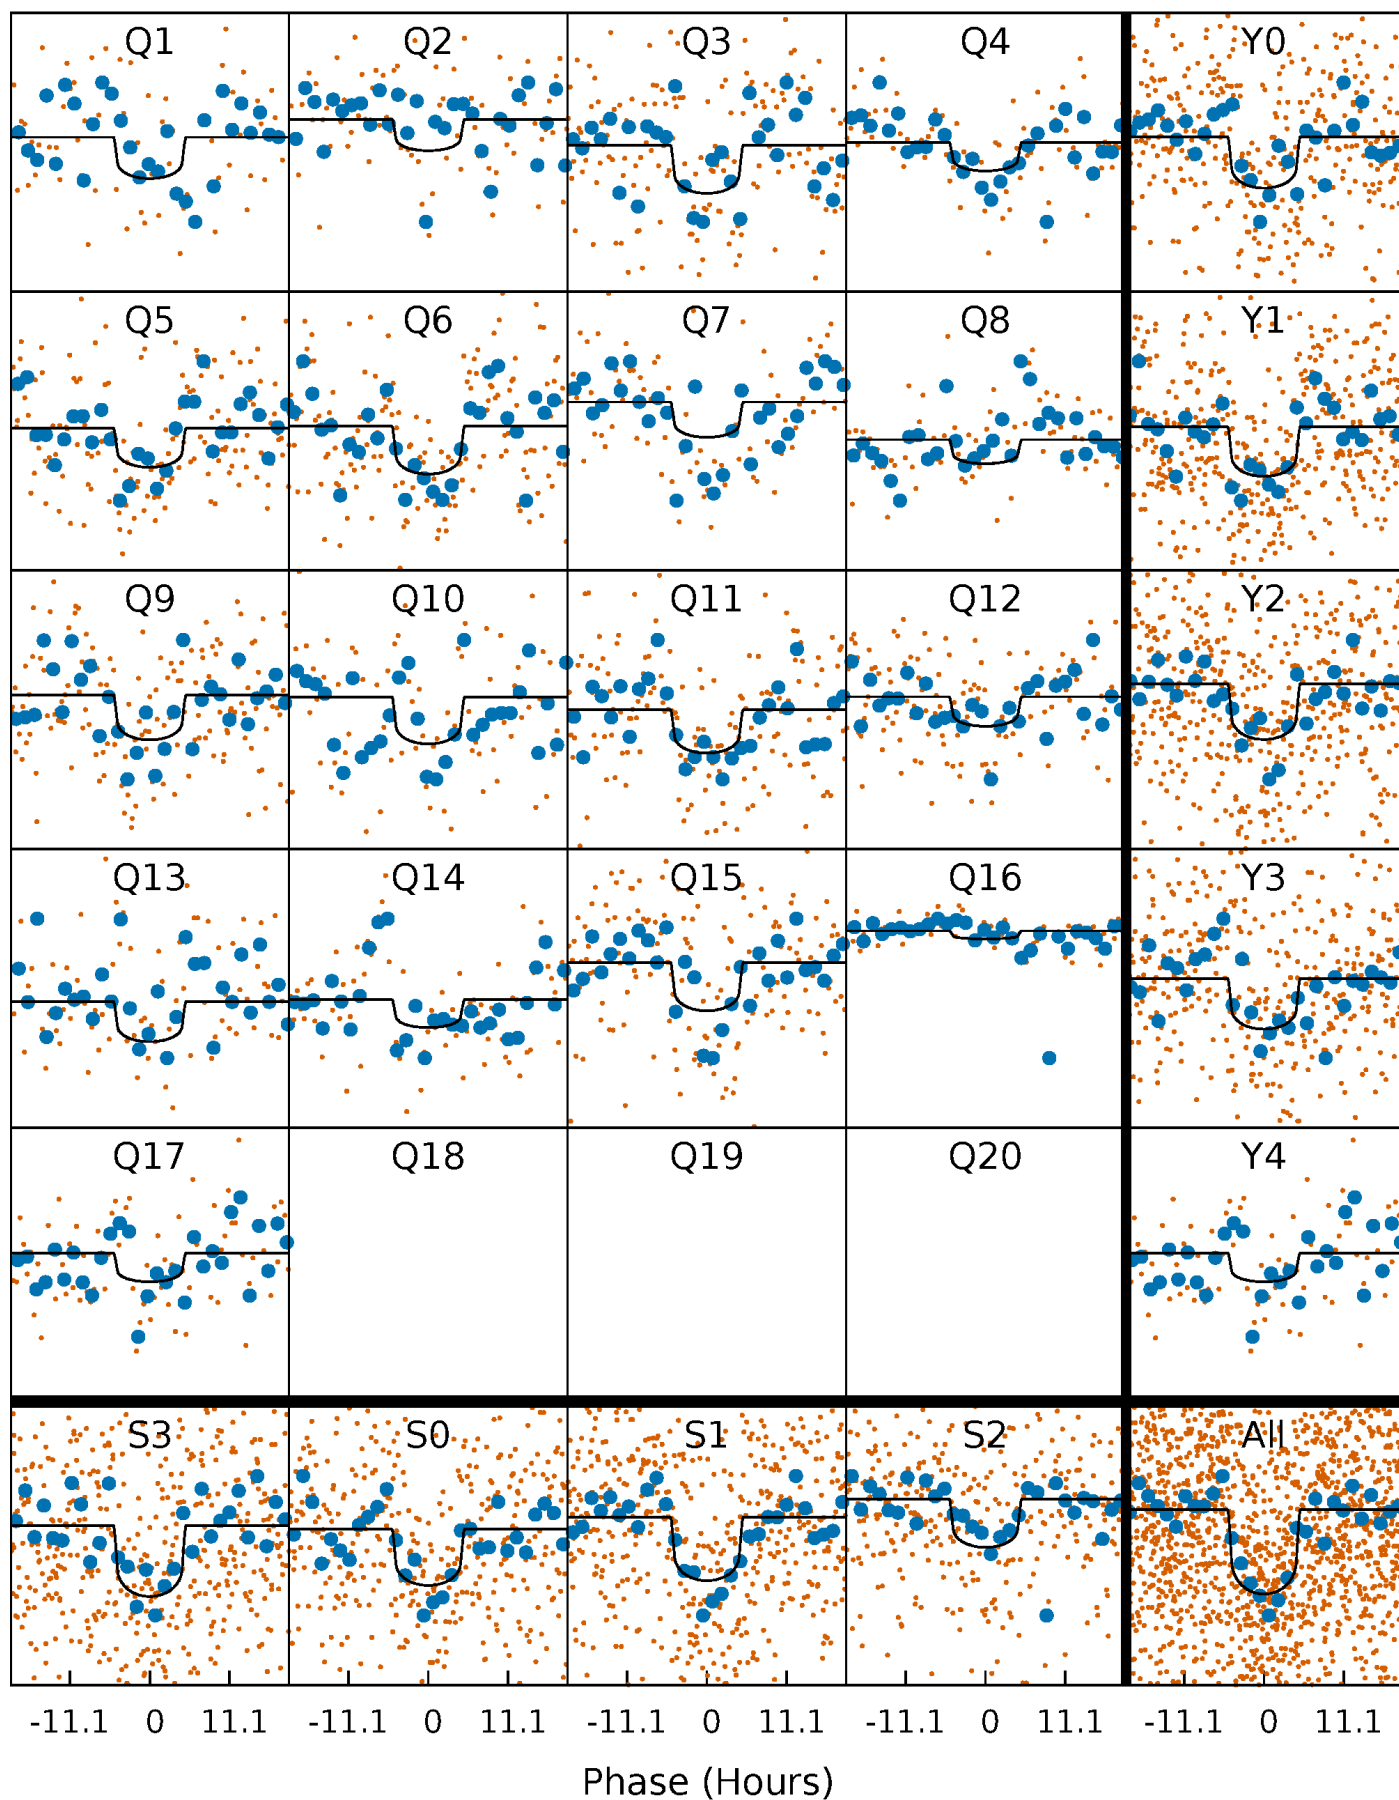 Q1 Q2 Q3 Q4 Y0
Q5 Q6 Q7 Q8 Y1
Q9 Q10 Q11 Q12 Y2
Q13 Q14 Q15 Q16 Y3
Q17 Q18 Q19 Q20 Y4
S3 S0 S1 S2 All
-11.1 0 11.1 -11.1 0 11.1 -11.1 0 11.1 -11.1 0 11.1 -11.1 0 11.1
Phase (Hours)